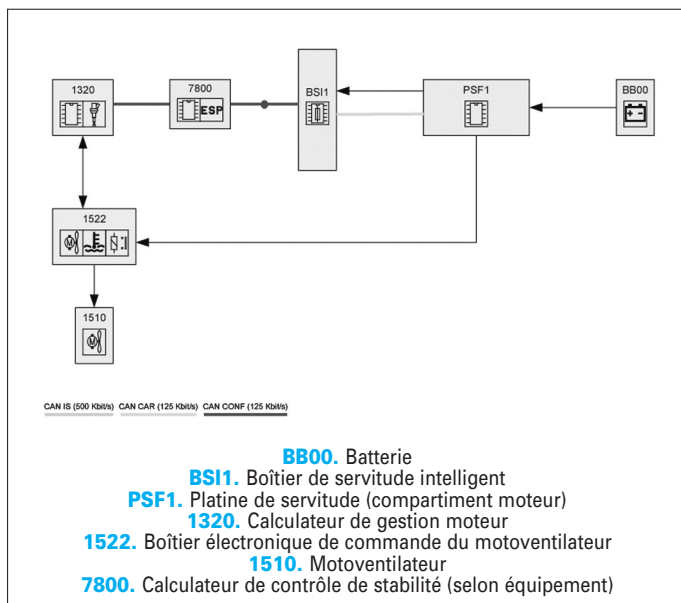 1320
7800
BSI1
PSF1
BB00
ESP
1522
M
1510
M
CAN IS (500 Kbit/s) CAN CAR (125 Kbit/s) CAN CONF (125 Kbit/s)
BB00. Batterie
BSI1. Boîtier de servitude intelligent
PSF1. Platine de servitude (compartiment moteur)
1320. Calculateur de gestion moteur
1522. Boîtier électronique de commande du motoventilateur
1510. Motoventilateur
7800. Calculateur de contrôle de stabilité (selon équipement)